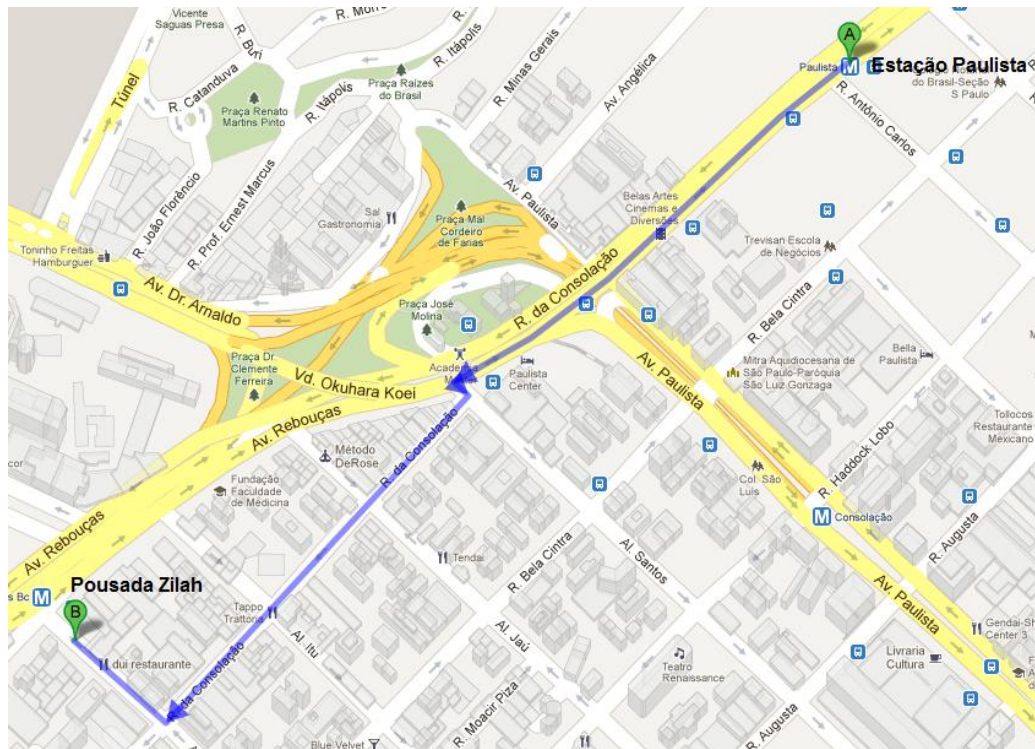 Vicente
Saguas Presa
R. Buri
R. Itápolis
R. Catanduva
Praça Raízes
do Brasil
R. Minas Gerais
Av. Angélica
A
Paulista
M
Estação Paulista
do Brasil-Seção
S Paulo
Túnel
Praça Renato
Martins Pinto
R. Itápolis
R. Antônio Carlos
R. João Florêncio
R. Prof. Ernest Marcus
Sal
Gastronomia
Praça Mal
Cordeiro
de Farias
Av. Paulista
Belas Artes
Cinemas e
Diversões
Trevisan Escola
de Negócios
Toninho Freitas
Hamburguer
Av. Dr. Arnaldo
Praça José
Molina
R. da Consolação
R. Bela Cintra
Praça Dr.
Clemente
Ferreira
Vd. Okuhara Koei
Paulista
Center
Av. Paulista
Mitra Aquidiocesana de
São Paulo-Paróquia
São Luiz Gonzaga
Bella
Paulista
Av. Rebouças
R. da Consolação
Método
DeRose
Tollocos
Restaurante
Mexicano
R. Haddock Lobo
Fundação
Faculdade
de Medicina
Col. São
Luís
M
Consolação
R. Augusta
Av. Rebouças
Tendai
R. Bela Cintra
Al. Santos
Av. Paulista
M
Pousada Zilah
B
Tappo
Trattoria
Al. Itu
Al. Jaú
Gendai-Sh
Center 3
dui restaurante
R. da Consolação
Teatro
Renaissance
Livraria
Cultura
R. Moacir Piza
R. Augusta
R. da Consolação
Blue Velvet